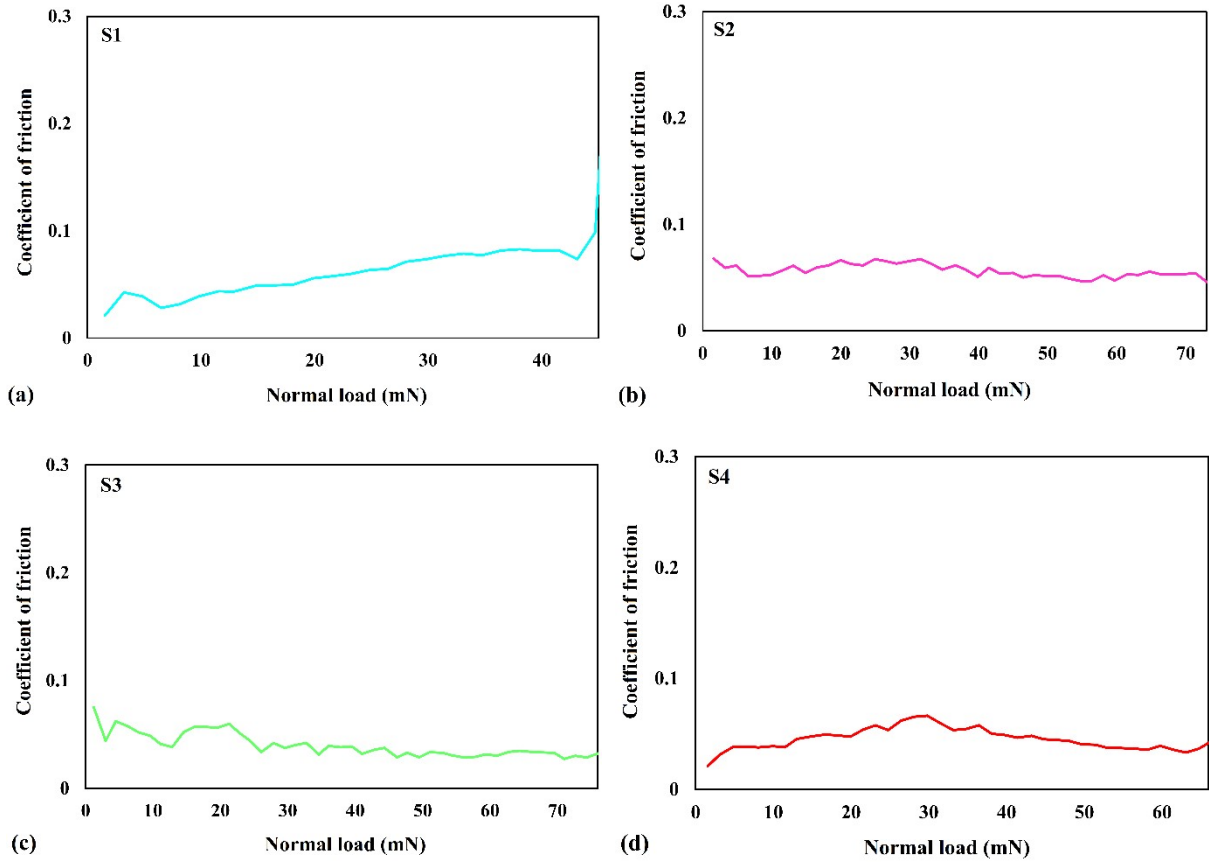 0.3
S1
0.2
0.1
0
Coefficient of friction
0 10 20 30 40
Normal load (mN)
(a)
0.3
S2
0.2
0.1
0
Coefficient of friction
0 10 20 30 40 50 60 70
Normal load (mN)
(b)
0.3
S3
0.2
0.1
0
Coefficient of friction
0 10 20 30 40 50 60 70
Normal load (mN)
(c)
0.3
S4
0.2
0.1
0
Coefficient of friction
0 10 20 30 40 50 60
Normal load (mN)
(d)